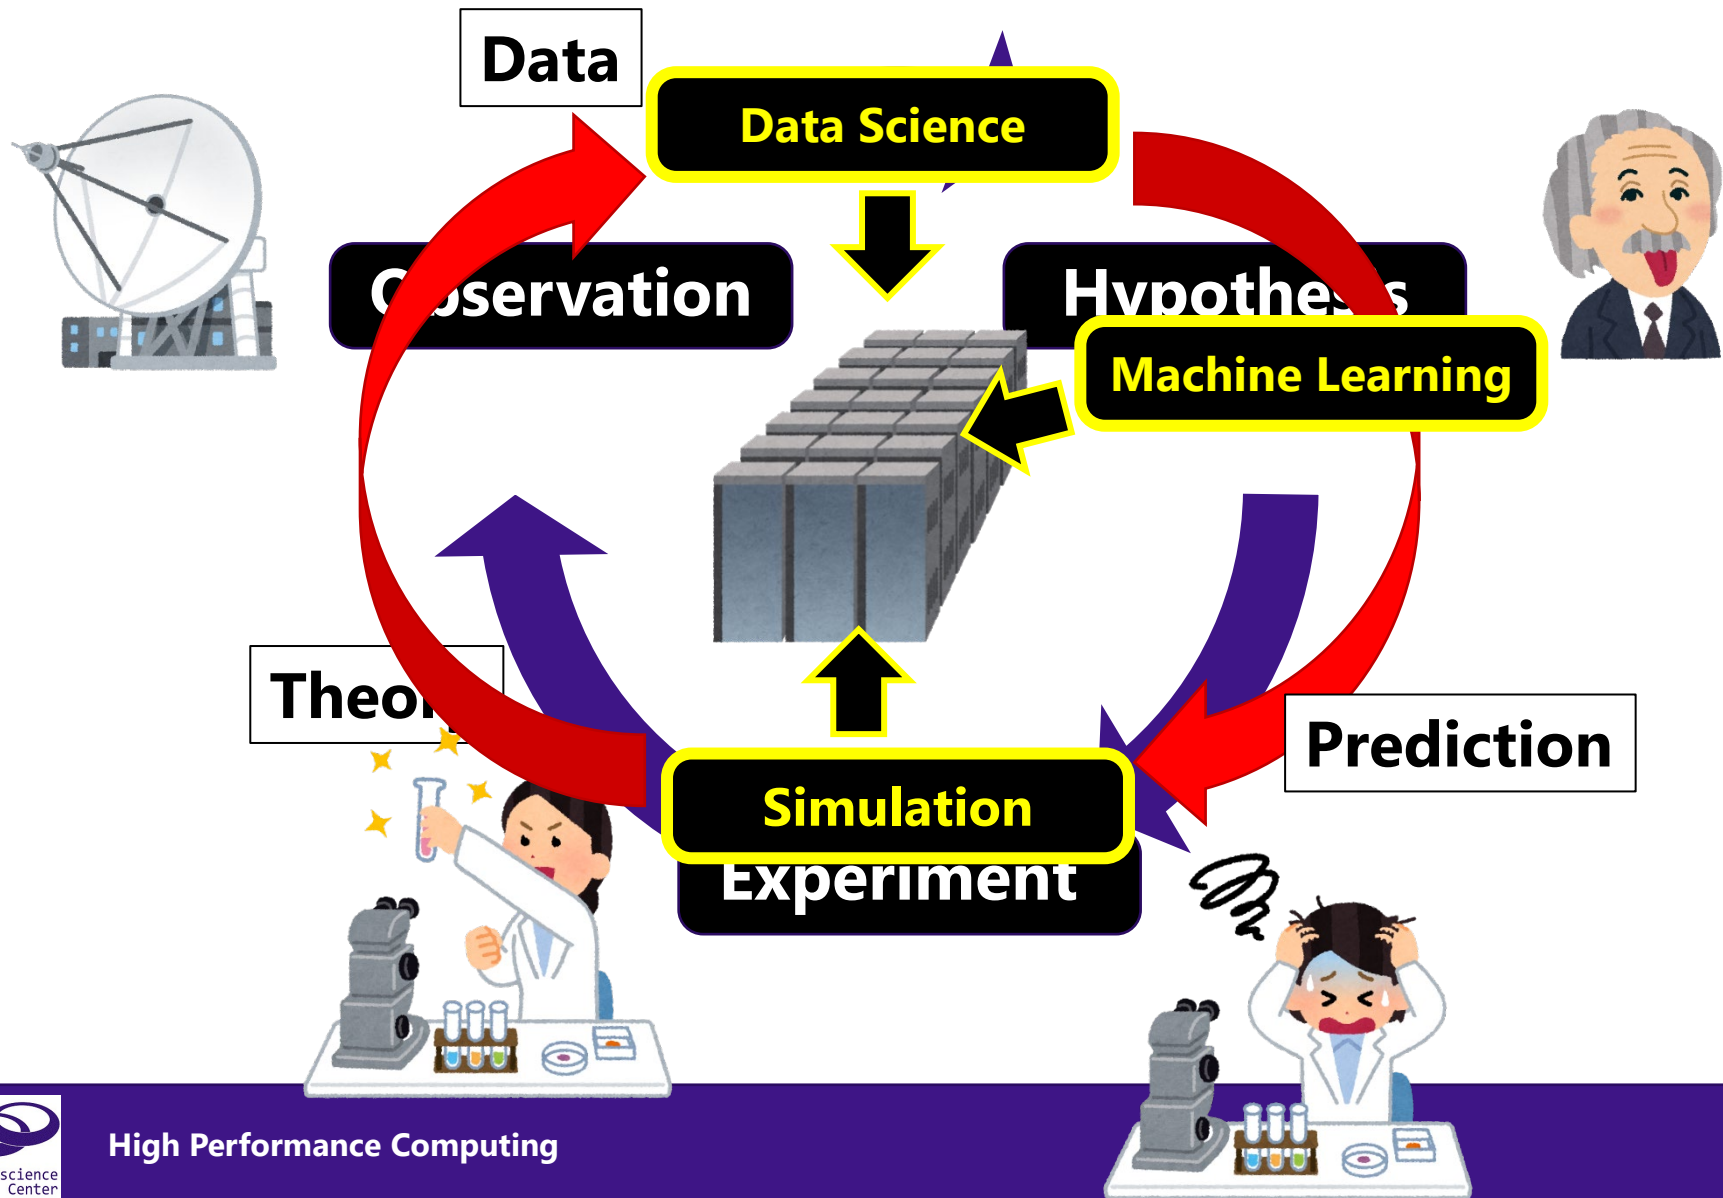 Data
Data Science
Observation
Hypothesis
Machine Learning
Theory
Prediction
Simulation
Experiment
High Performance Computing
science
Center